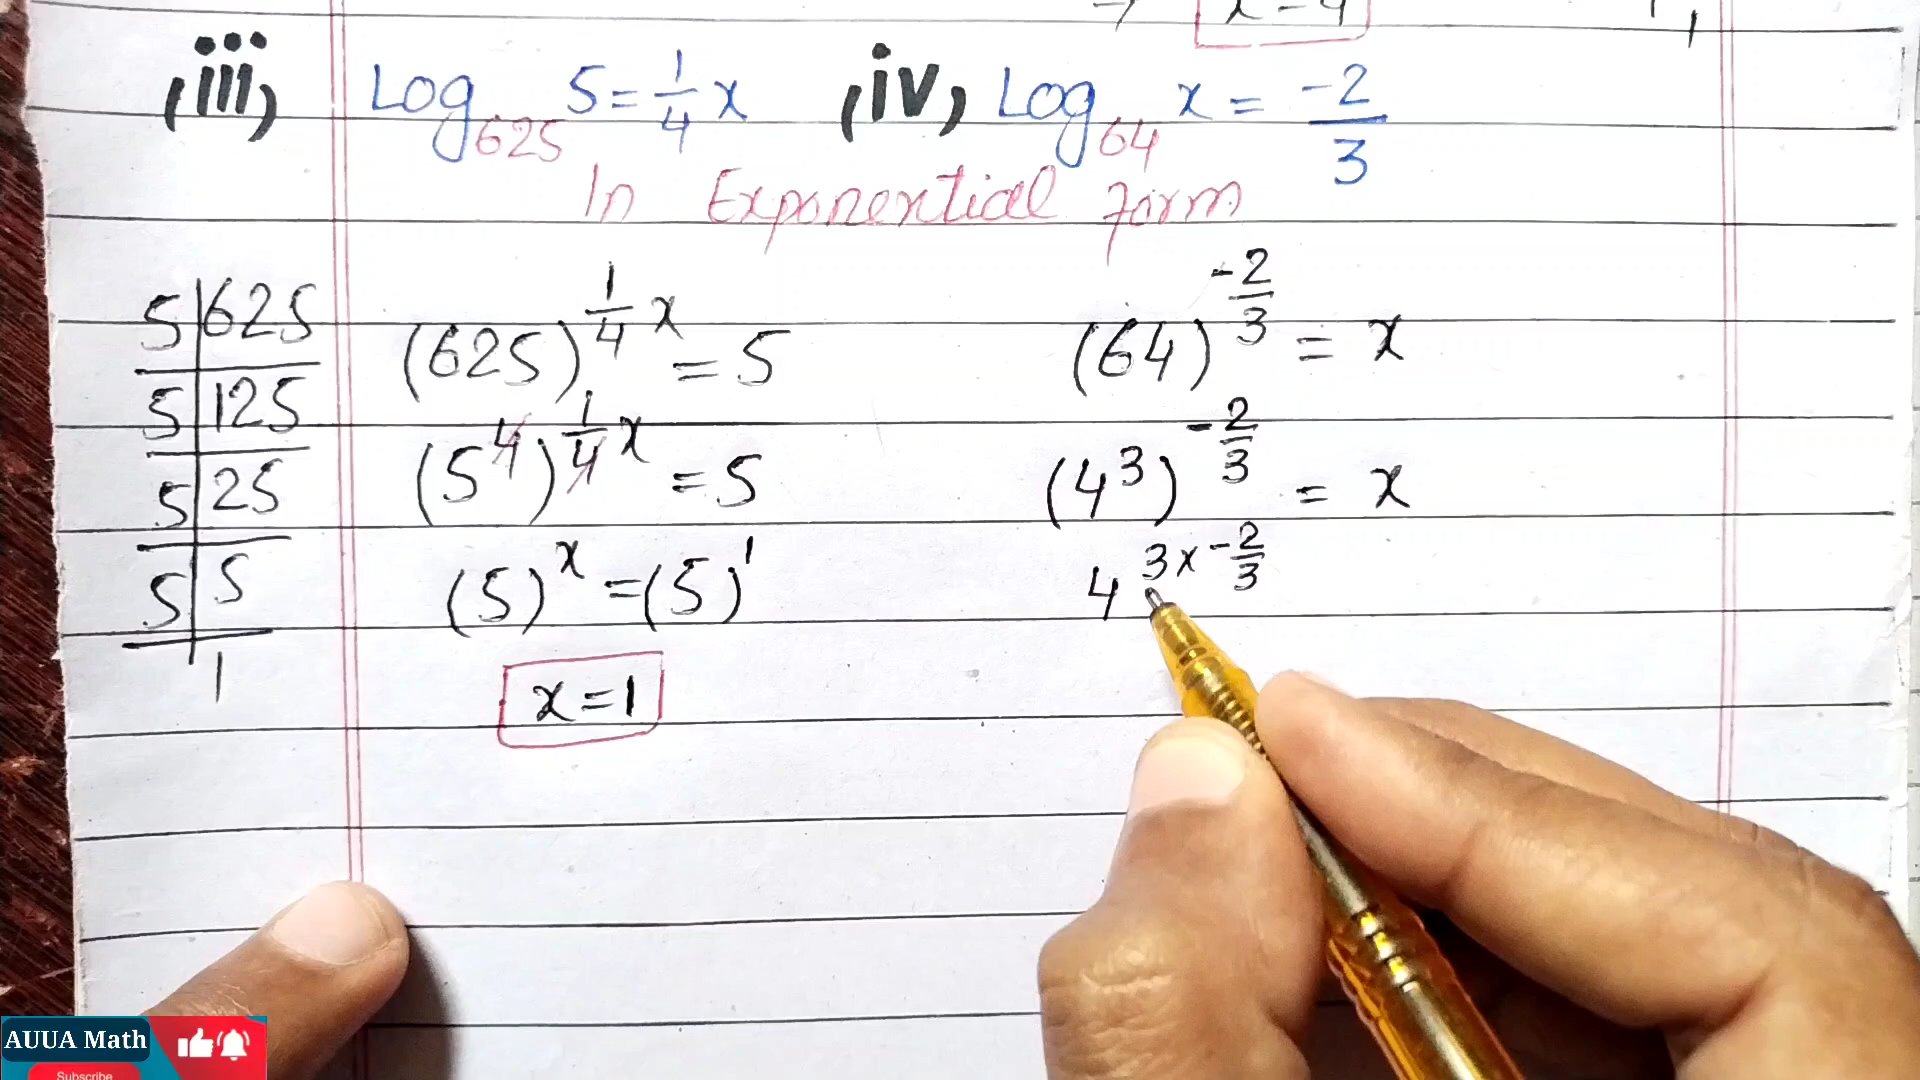 x = 4
(iii) Log₆₂₅ 5 = 1/4 x (iv) Log₆₄ x = -2/3
In Exponential form
5 | 625
5 | 125
5 | 25
5 | 5
1
(625)^(1/4 x) = 5
(5^4)^(1/4 x) = 5
(5)^x = (5)^1
x = 1
(64)^(-2/3) = x
(4^3)^(-2/3) = x
4^(3 x -2/3)
AUUA Math
Subscribe